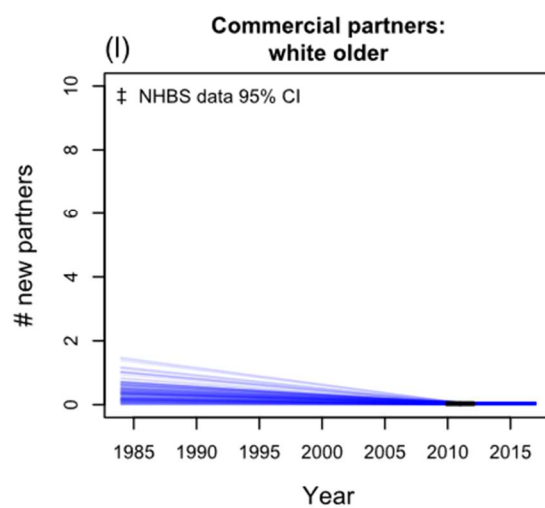 Commercial partners:
white older
(l)
‡ NHBS data 95% CI
# new partners
10
8
6
4
2
0
1985 1990 1995 2000 2005 2010 2015
Year